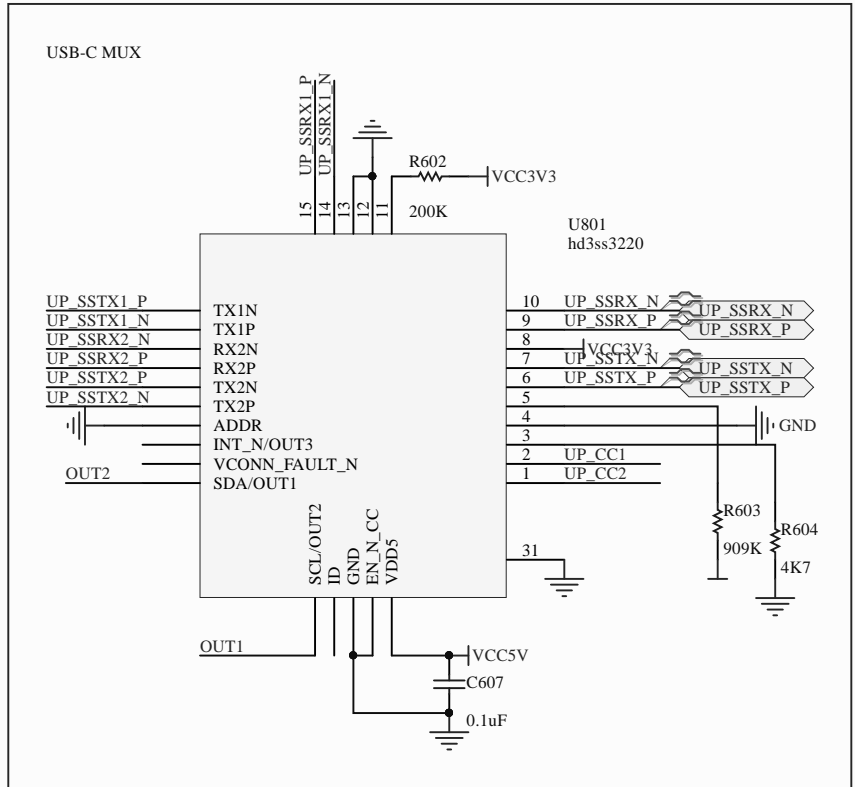 USB-C MUX
UP_SSRX1_P
UP_SSRX1_N
R602
VCC3V3
200K
15
14
13
12
11
U801
hd3ss3220
UP_SSTX1_P
TX1N
10
UP_SSRX_N
UP_SSRX_N
UP_SSTX1_N
TX1P
9
UP_SSRX_P
UP_SSRX_P
UP_SSRX2_N
RX2N
8
VCC3V3
UP_SSRX2_P
RX2P
7
UP_SSTX_N
UP_SSTX_N
UP_SSTX2_P
TX2N
6
UP_SSTX_P
UP_SSTX_P
UP_SSTX2_N
TX2P
5
ADDR
4
GND
INT_N/OUT3
3
VCONN_FAULT_N
2
UP_CC1
OUT2
SDA/OUT1
1
UP_CC2
R603
909K
R604
4K7
31
SCL/OUT2
ID
GND
EN_N_CC
VDD5
OUT1
VCC5V
C607
0.1uF